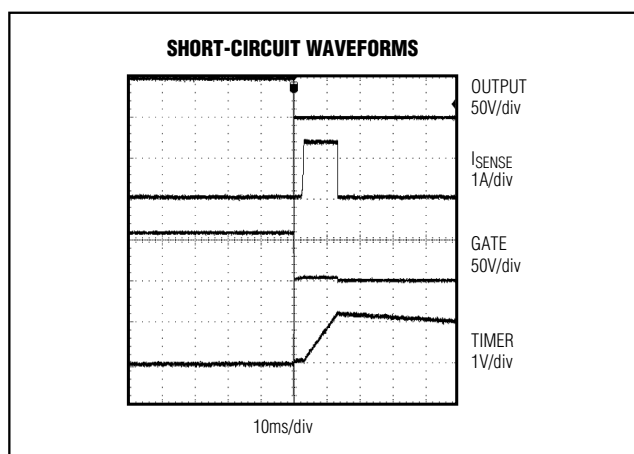 SHORT-CIRCUIT WAVEFORMS
OUTPUT
50V/div
ISENSE
1A/div
GATE
50V/div
TIMER
1V/div
10ms/div